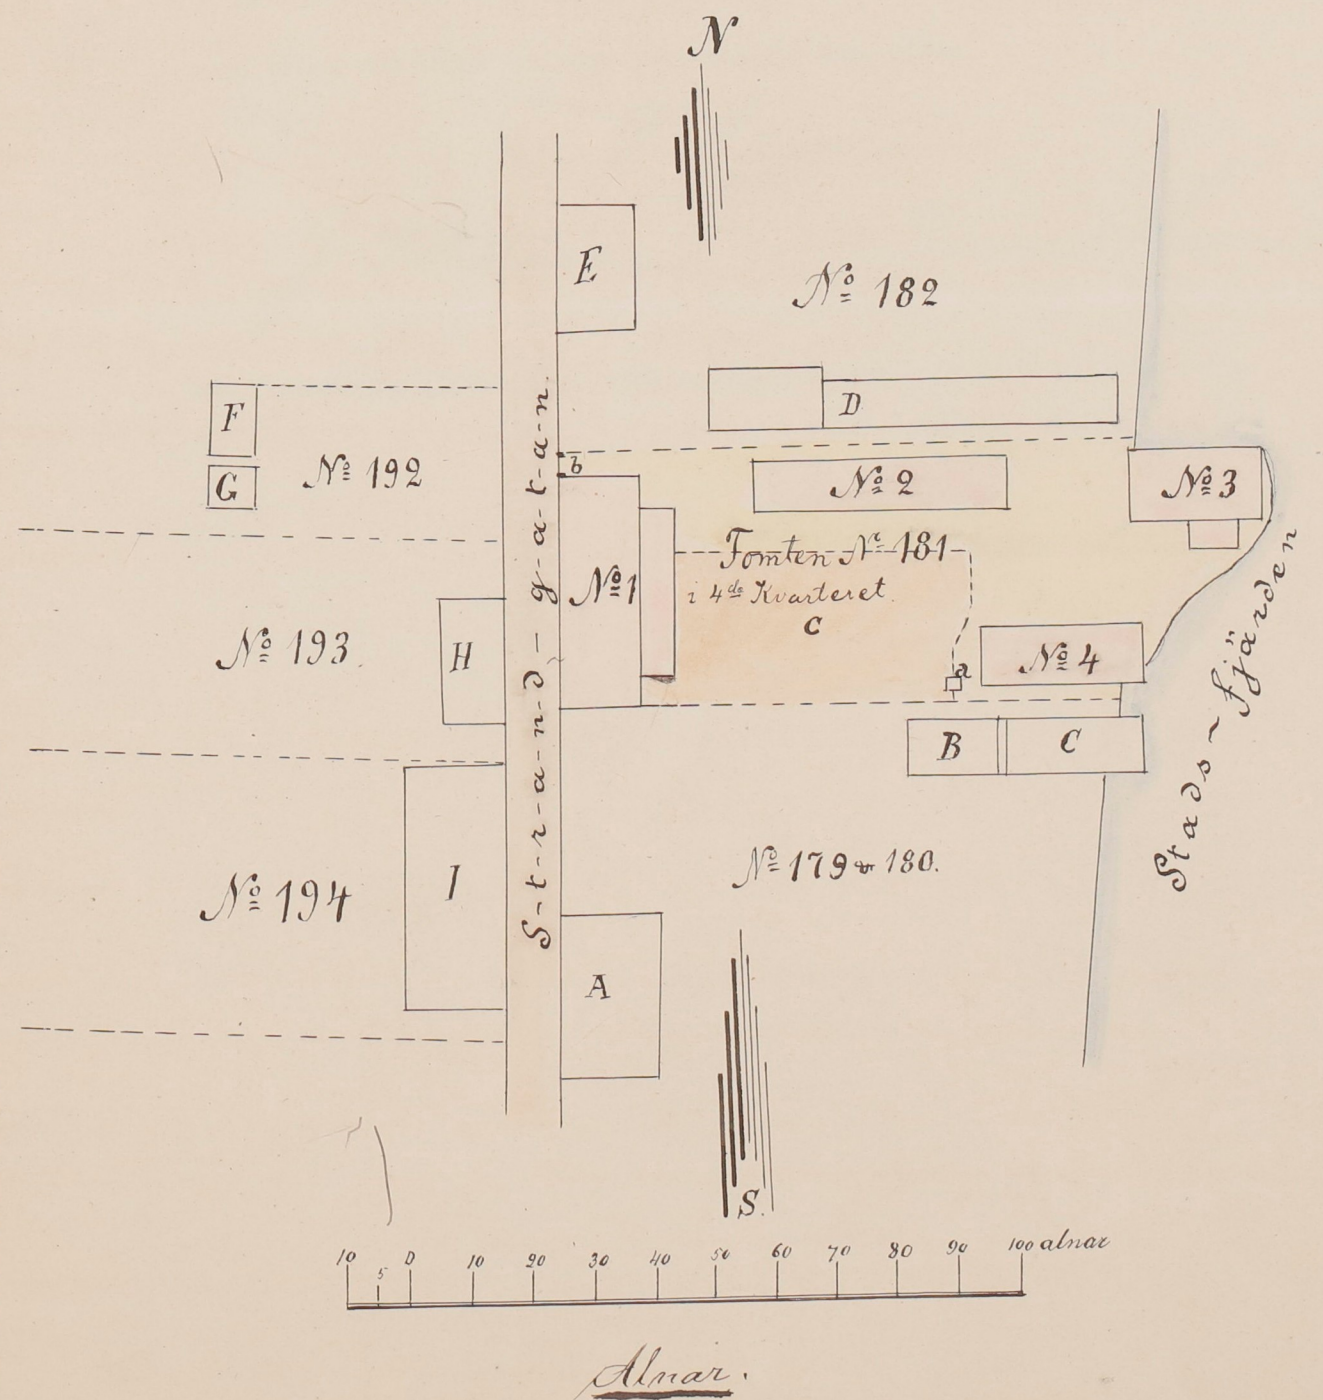 N
E
Nº 182
D
F
G
Nº 192
b
Nº 2
Nº 3
Tomten Nº 181
i 4de Kvarteret.
C
Nº 1
Nº 193.
H
S-t-r-a-n-d-g-a-t-a-n.
a
Nº 4
B
C
Stads-fjärden
Nº 179 & 180.
Nº 194
I
A
S.
10 5 0 10 20 30 40 50 60 70 80 90 100 alnar
Alnar.